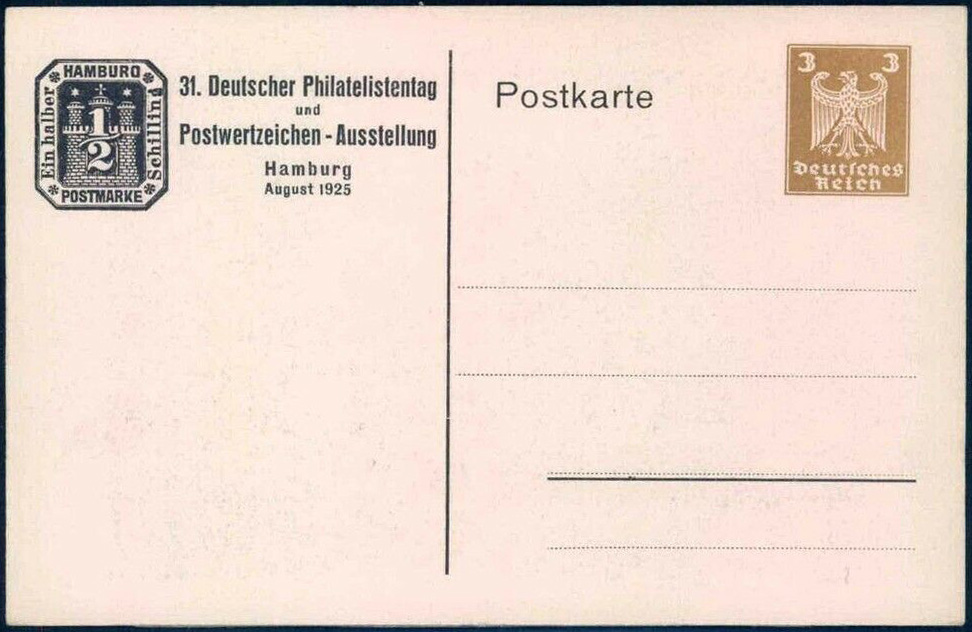 HAMBURG
Ein halber
1/2
Schilling
POSTMARKE
31. Deutscher Philatelistentag
und
Postwertzeichen - Ausstellung
Hamburg
August 1925
Postkarte
3 3
Deutsches
Reich